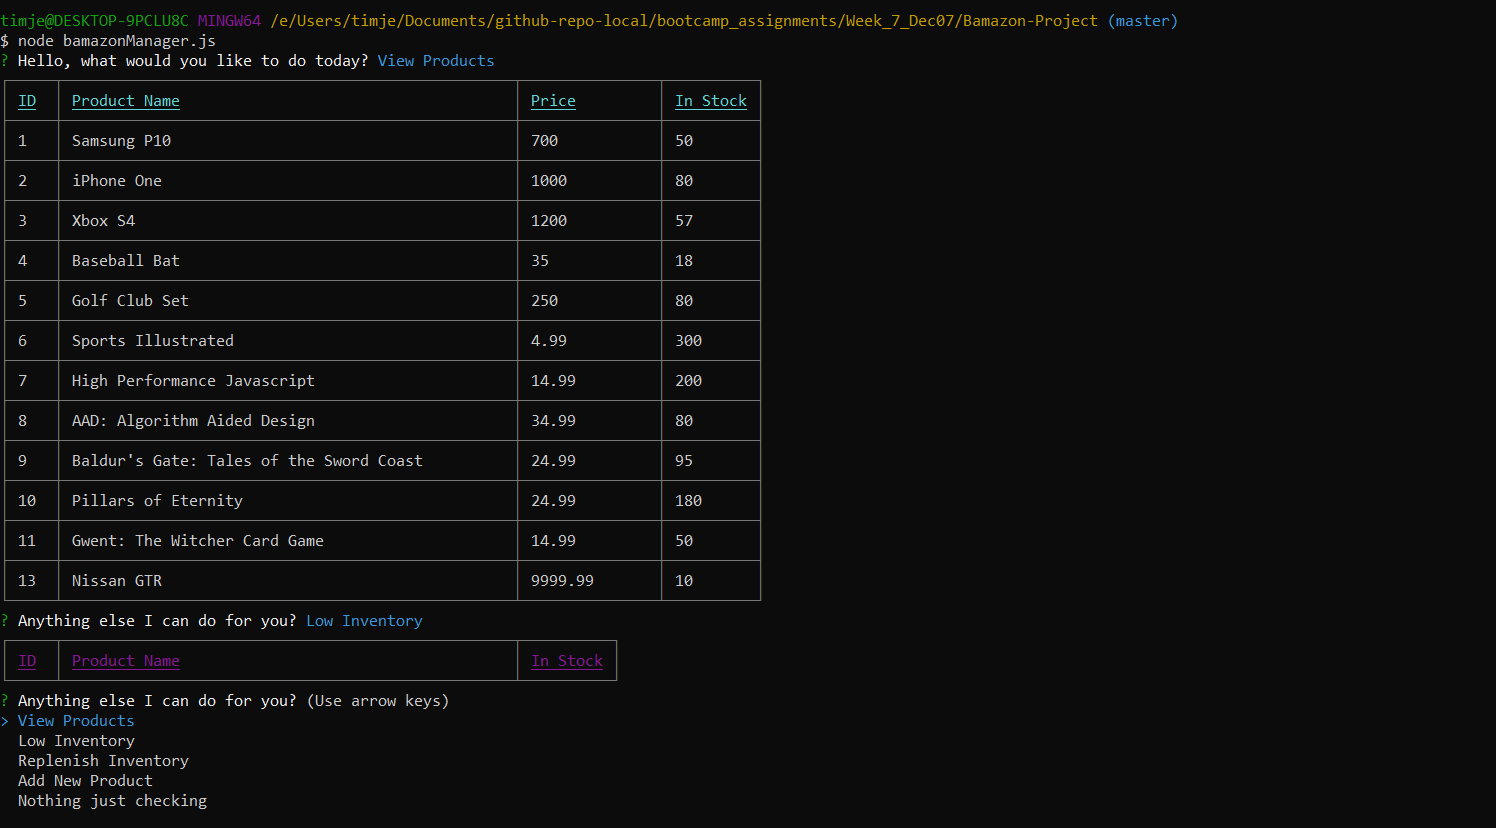 timje@DESKTOP-9PCLU8C MINGW64 /e/Users/timje/Documents/github-repo-local/bootcamp_assignments/Week_7_Dec07/Bamazon-Project (master)
$ node bamazonManager.js
? Hello, what would you like to do today? View Products
ID Product Name Price In Stock
1 Samsung P10 700 50
2 iPhone One 1000 80
3 Xbox S4 1200 57
4 Baseball Bat 35 18
5 Golf Club Set 250 80
6 Sports Illustrated 4.99 300
7 High Performance Javascript 14.99 200
8 AAD: Algorithm Aided Design 34.99 80
9 Baldur's Gate: Tales of the Sword Coast 24.99 95
10 Pillars of Eternity 24.99 180
11 Gwent: The Witcher Card Game 14.99 50
13 Nissan GTR 9999.99 10
? Anything else I can do for you? Low Inventory
ID Product Name In Stock
? Anything else I can do for you? (Use arrow keys)
> View Products
Low Inventory
Replenish Inventory
Add New Product
Nothing just checking